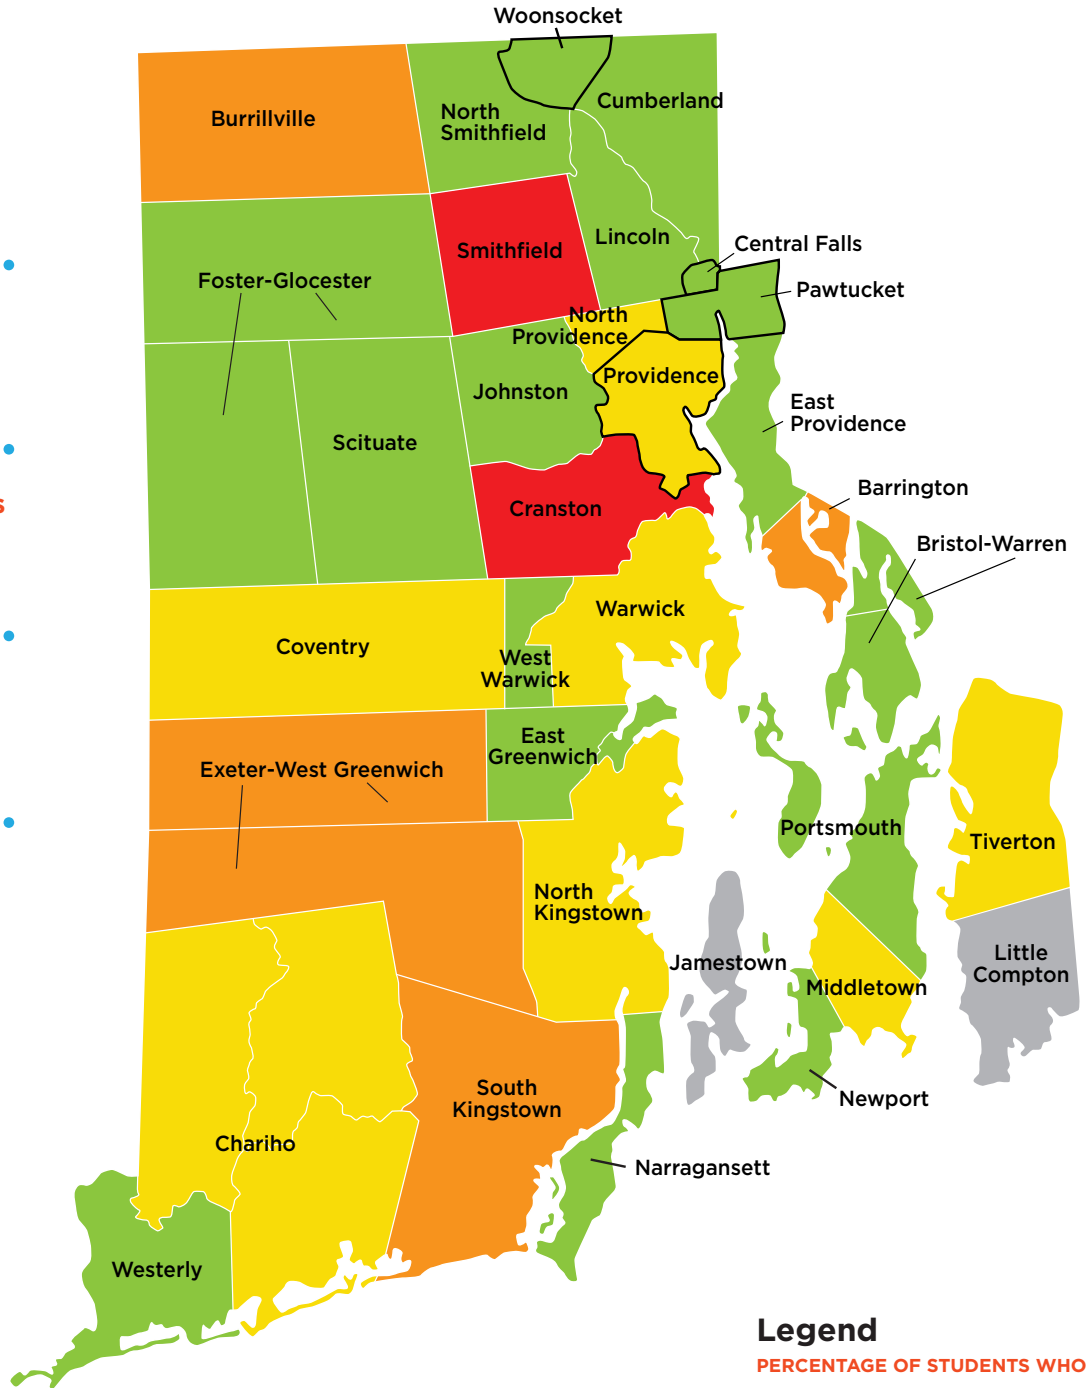 Woonsocket
Cumberland
Burrillville
North
Smithfield
Lincoln
Central Falls
Smithfield
Foster-Glocester
Pawtucket
North
Providence
Providence
Johnston
East
Providence
Scituate
Barrington
s
Cranston
Bristol-Warren
Warwick
Coventry
West
Warwick
East
Greenwich
Exeter-West Greenwich
Portsmouth
Tiverton
North
Kingstown
Little
Compton
Jamestown
Middletown
South
Kingstown
Newport
Chariho
Narragansett
Westerly
Legend
PERCENTAGE OF STUDENTS WHO